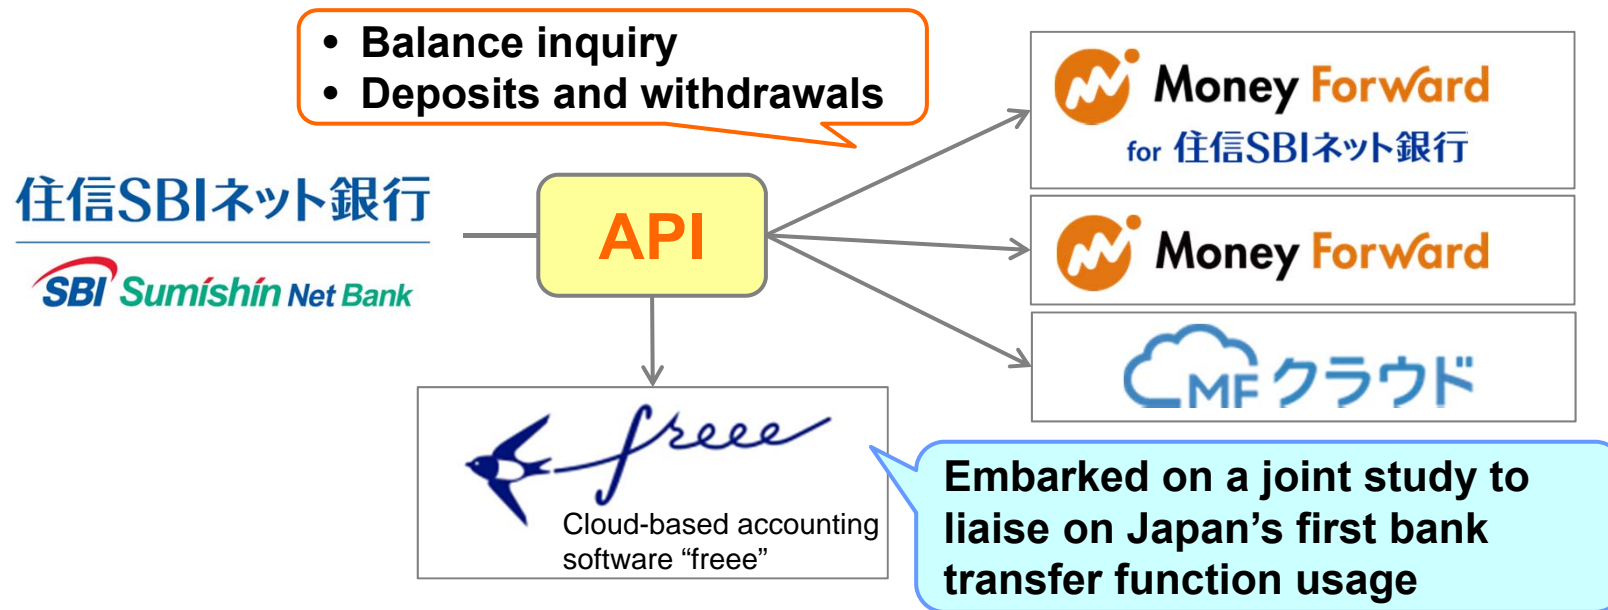 • Balance inquiry
• Deposits and withdrawals
住信SBIネット銀行
SBI Sumishin Net Bank
API
Money Forward
for 住信SBIネット銀行
Money Forward
MFクラウド
freee
Cloud-based accounting
software “freee”
Embarked on a joint study to
liaise on Japan’s first bank
transfer function usage